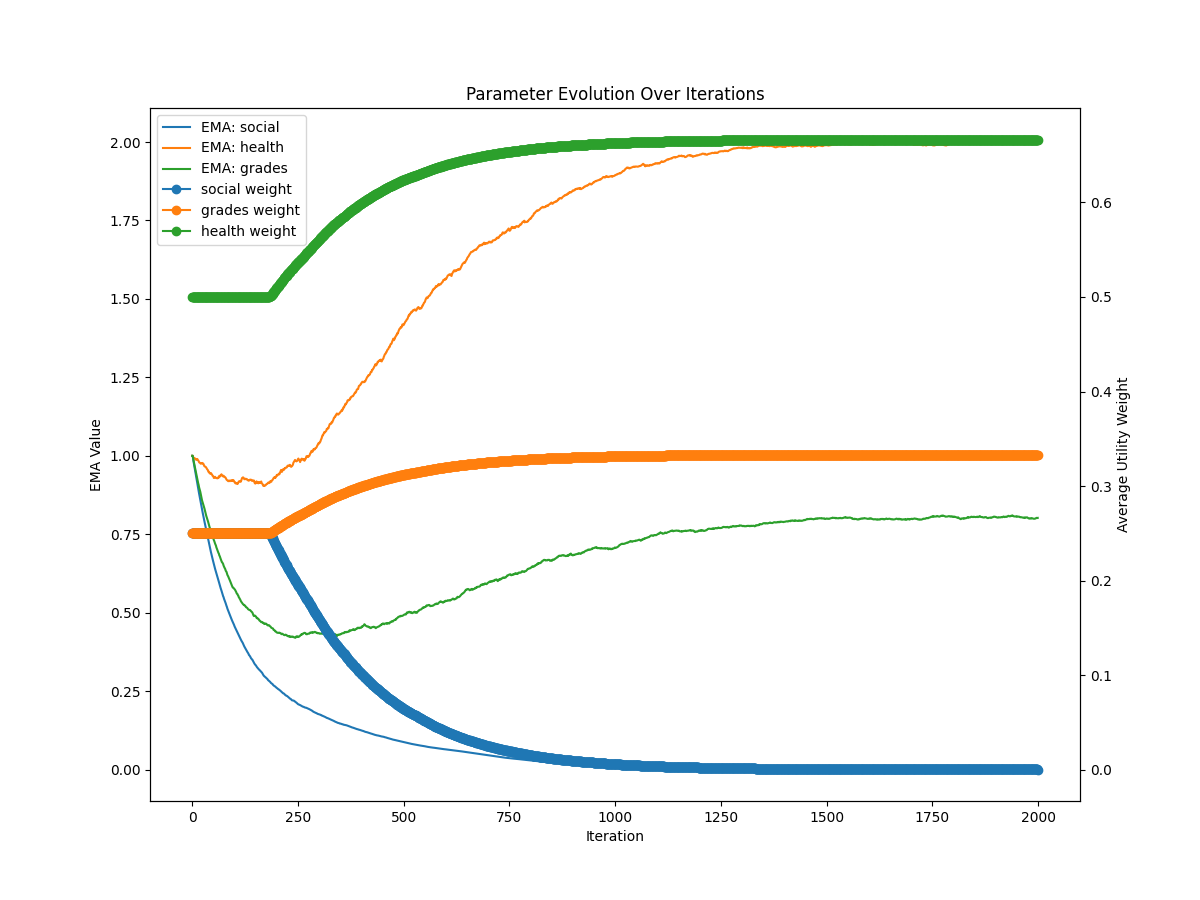 Parameter Evolution Over Iterations
EMA: social
EMA: health
EMA: grades
social weight
grades weight
health weight
2.00
1.75
1.50
1.25
1.00
0.75
0.50
0.25
0.00
EMA Value
0.6
0.5
0.4
0.3
0.2
0.1
0.0
Average Utility Weight
0 250 500 750 1000 1250 1500 1750 2000
Iteration